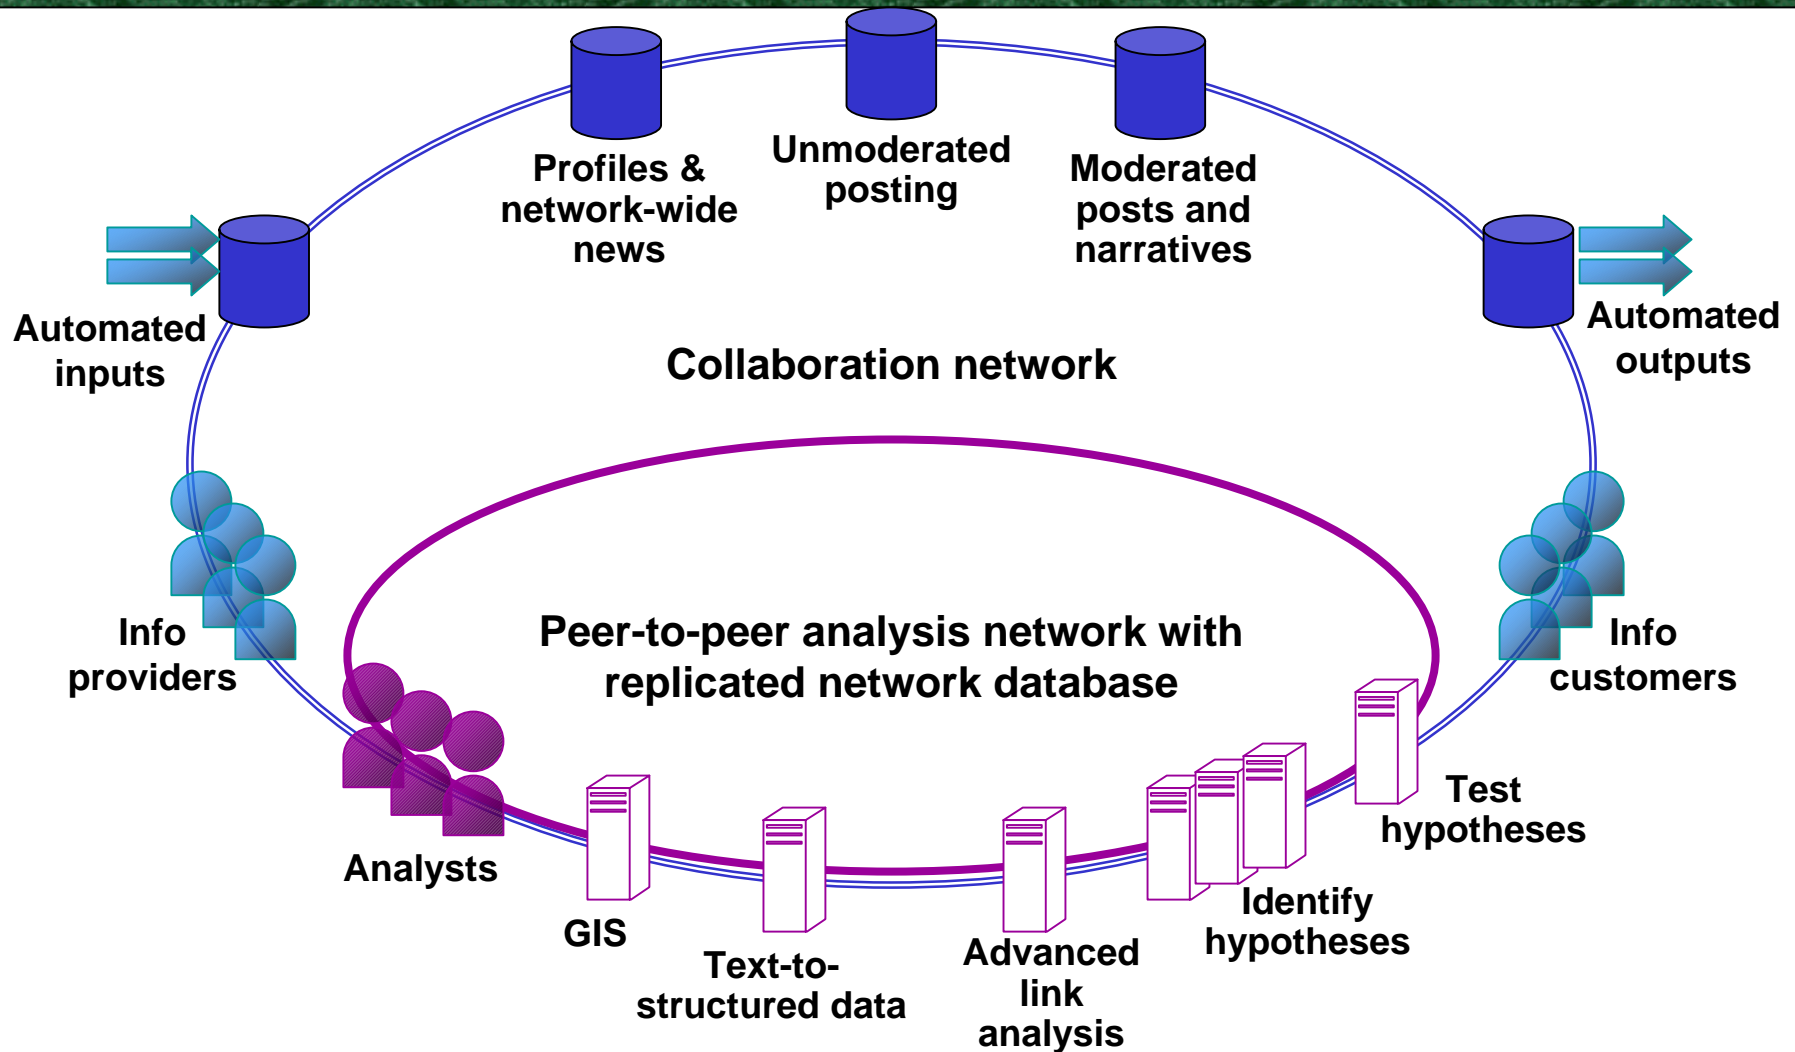 Profiles &
network-wide
news
Unmoderated
posting
Moderated
posts and
narratives
Automated
inputs
Automated
outputs
Collaboration network
Info
providers
Peer-to-peer analysis network with
replicated network database
Info
customers
Analysts
GIS
Text-to-
structured data
Advanced
link
analysis
Identify
hypotheses
Test
hypotheses